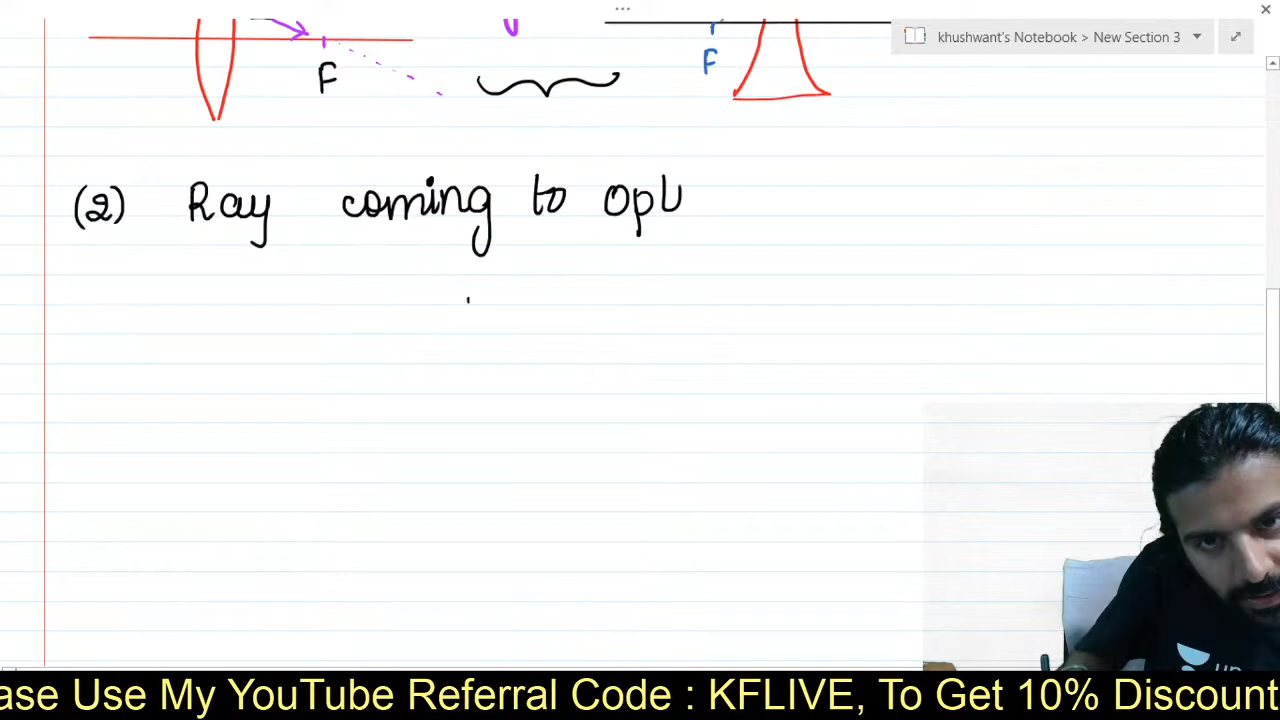 khushwant's Notebook > New Section 3
F
F
(2) Ray coming to opt
ase Use My YouTube Referral Code : KFLIVE, To Get 10% Discount